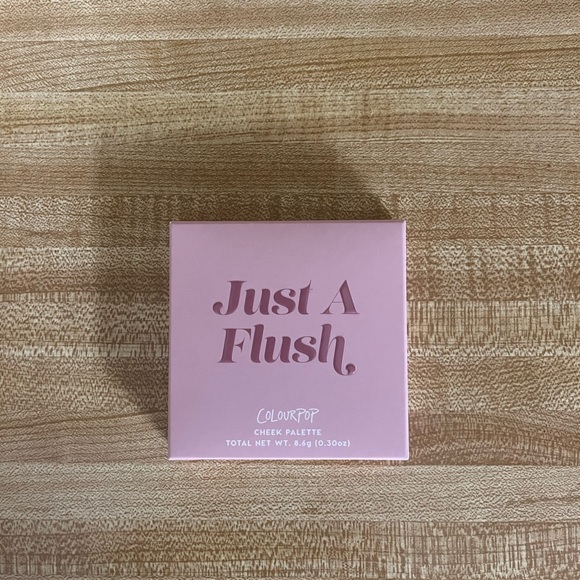 Just A
Flush,
COLOURPOP
CHEEK PALETTE
TOTAL NET WT. 8.6g (0.30oz)